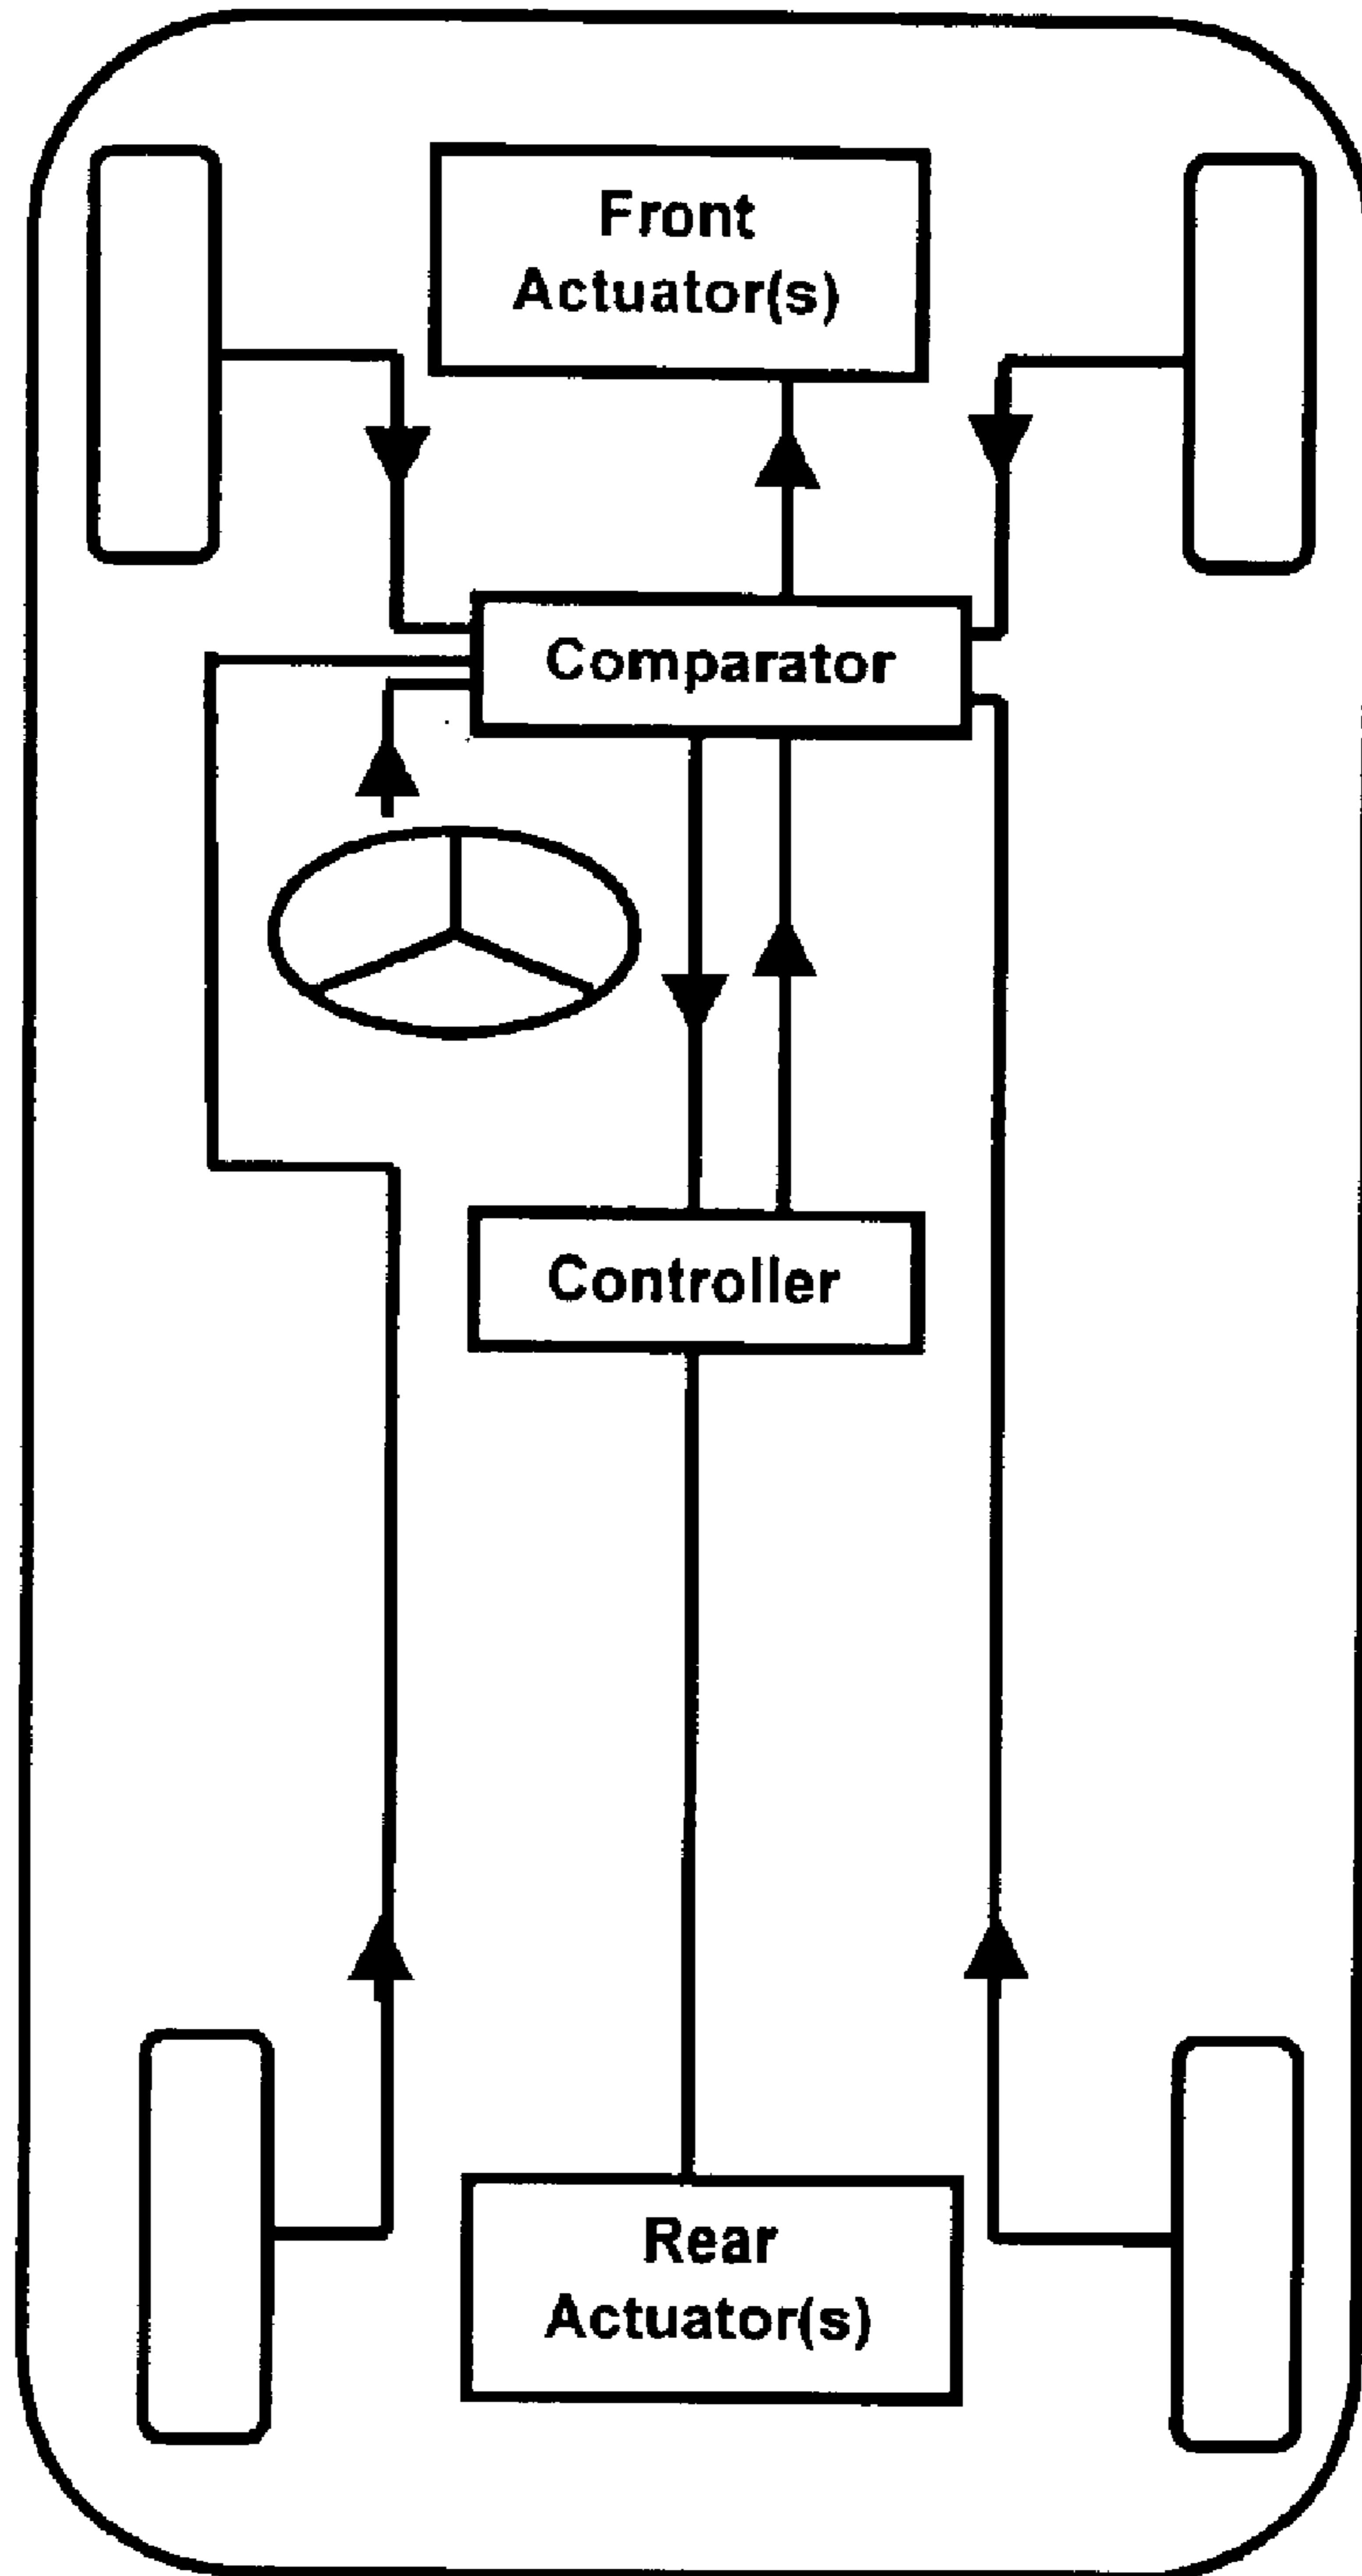 Front
Actuator(s)
Comparator
Controller
Rear
Actuator(s)